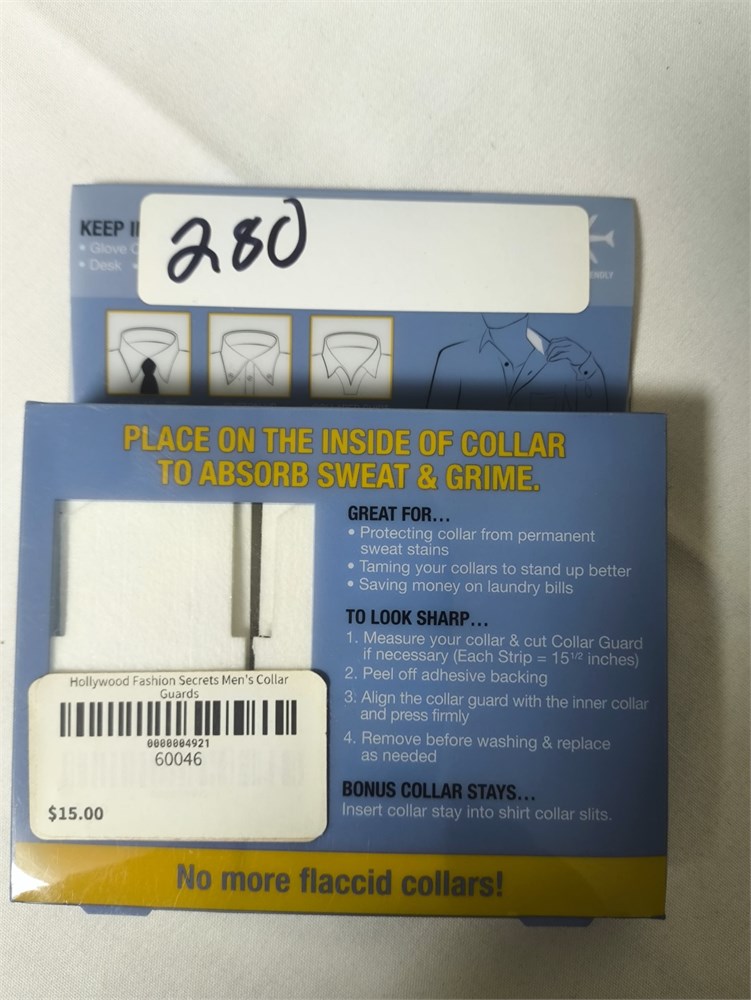 KEEP
280
• Glove
• Desk
PLACE ON THE INSIDE OF COLLAR
TO ABSORB SWEAT & GRIME.
GREAT FOR...
• Protecting collar from permanent
sweat stains
• Taming your collars to stand up better
• Saving money on laundry bills
TO LOOK SHARP...
1. Measure your collar & cut Collar Guard
if necessary (Each Strip = 15 1/2 inches)
2. Peel off adhesive backing
3. Align the collar guard with the inner collar
and press firmly
4. Remove before washing & replace
as needed
BONUS COLLAR STAYS...
Insert collar stay into shirt collar slits.
Hollywood Fashion Secrets Men's Collar
Guards
0000004921
60046
$15.00
No more flaccid collars!